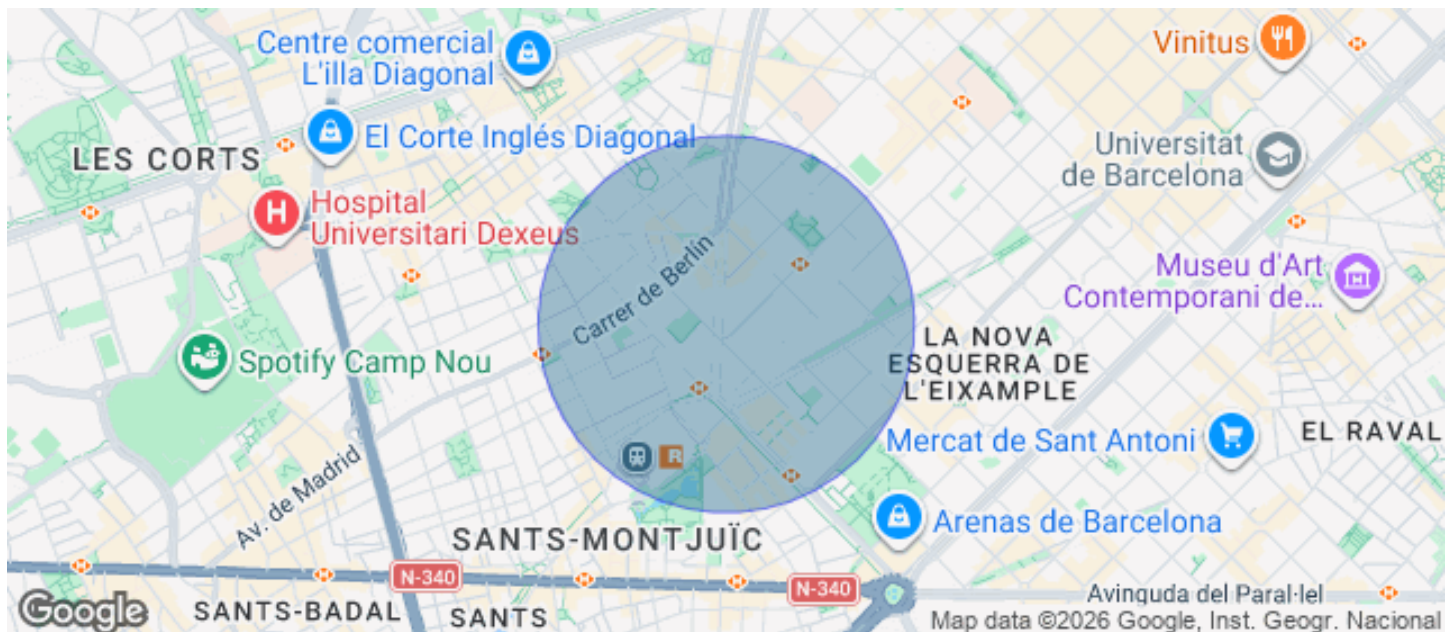 Centre comercial
L'illa Diagonal
Vinitus
El Corte Inglés Diagonal
LES CORTS
Universitat
de Barcelona
H
Hospital
Universitari Dexeus
Carrer de Berlín
Museu d'Art
Contemporani de...
Spotify Camp Nou
LA NOVA
ESQUERRA DE
L'EIXAMPLE
Mercat de Sant Antoni
EL RAVAL
R
Av. de Madrid
Arenas de Barcelona
SANTS-MONTJUÏC
N-340
N-340
Avinguda del Paral·lel
SANTS-BADAL
SANTS
Google
Map data ©2026 Google, Inst. Geogr. Nacional